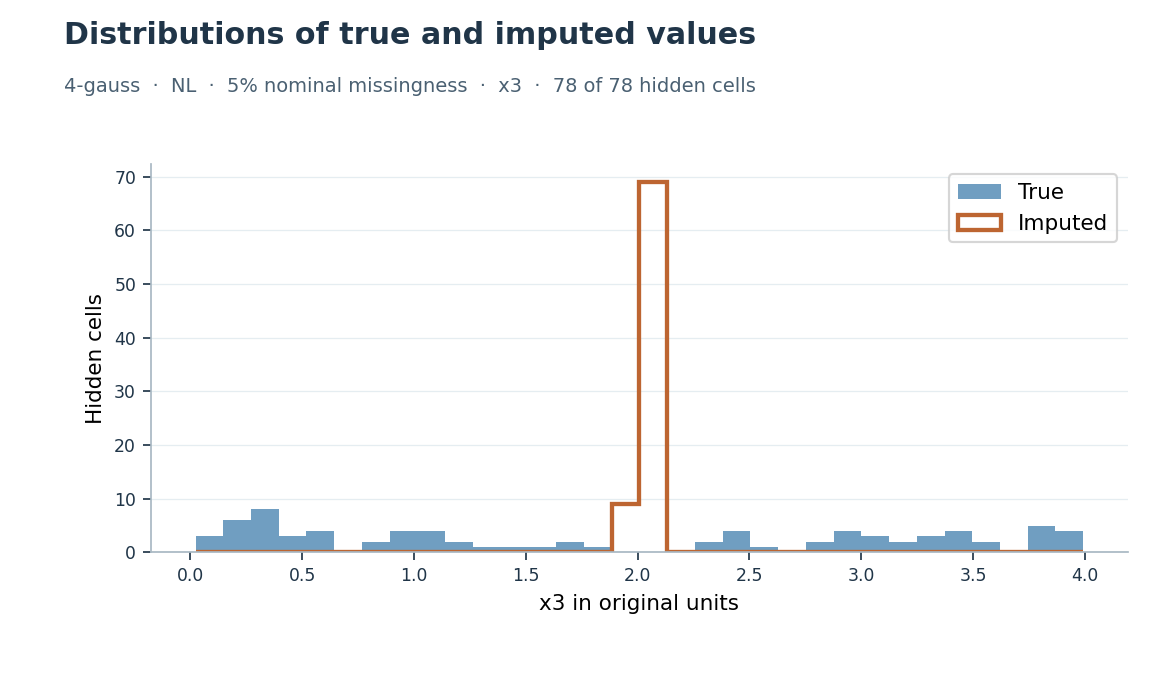 Distributions of true and imputed values
4-gauss · NL · 5% nominal missingness · x3 · 78 of 78 hidden cells
70
60
50
40
30
20
10
0
Hidden cells
True
Imputed
0.0 0.5 1.0 1.5 2.0 2.5 3.0 3.5 4.0
x3 in original units